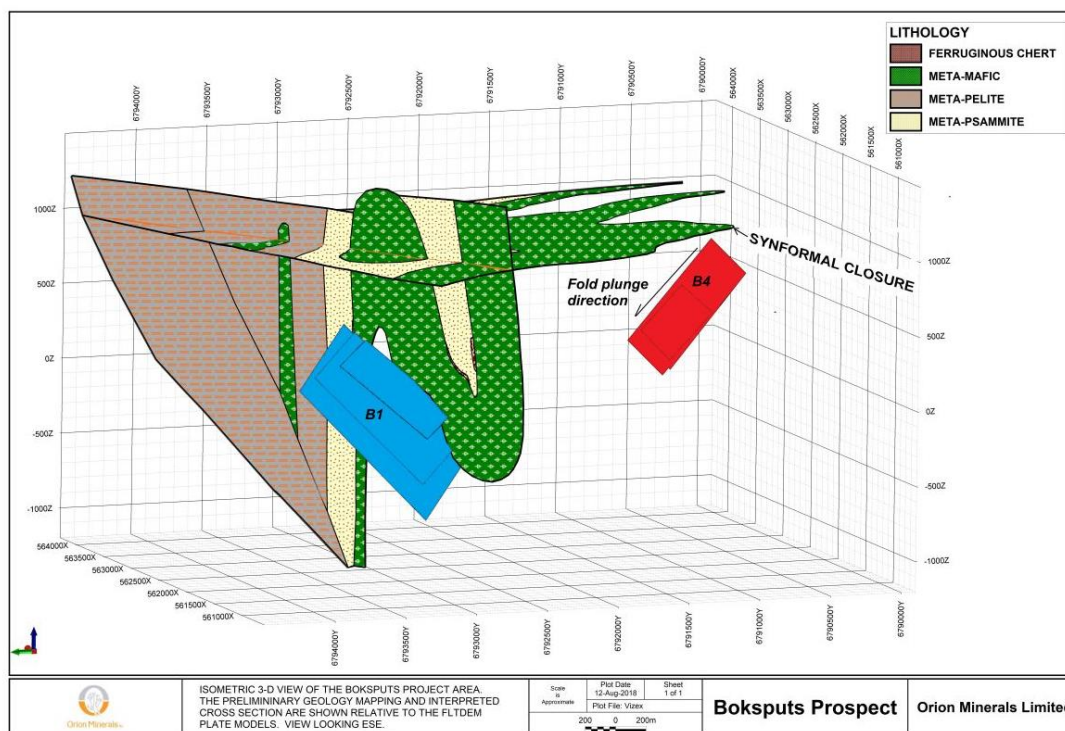 LITHOLOGY
FERRUGINOUS CHERT
META-MAFIC
META-PELITE
META-PSAMMITE
6794000Y
6793500Y
6793000Y
6792500Y
6792000Y
6791500Y
6791000Y
6790500Y
6790000Y
564000X
563500X
563000X
562500X
562000X
561500X
561000X
1000Z
500Z
0Z
-500Z
-1000Z
SYNFORMAL CLOSURE
Fold plunge
direction
B4
B1
1000Z
500Z
0Z
-500Z
-1000Z
564000X
563500X
563000X
562500X
562000X
561500X
561000X
6794000Y
6793500Y
6793000Y
6792500Y
6792000Y
6791500Y
6791000Y
6790500Y
6790000Y
Orion Minerals
ISOMETRIC 3-D VIEW OF THE BOKSPUTS PROJECT AREA.
THE PRELIMININARY GEOLOGY MAPPING AND INTERPRETED
CROSS SECTION ARE SHOWN RELATIVE TO THE FLTDEM
PLATE MODELS. VIEW LOOKING ESE.
Scale
is
Approximate
Plot Date
12-Aug-2018
Sheet
1 of 1
Plot File: Vizex
200 0 200m
Boksputs Prospect
Orion Minerals Limited